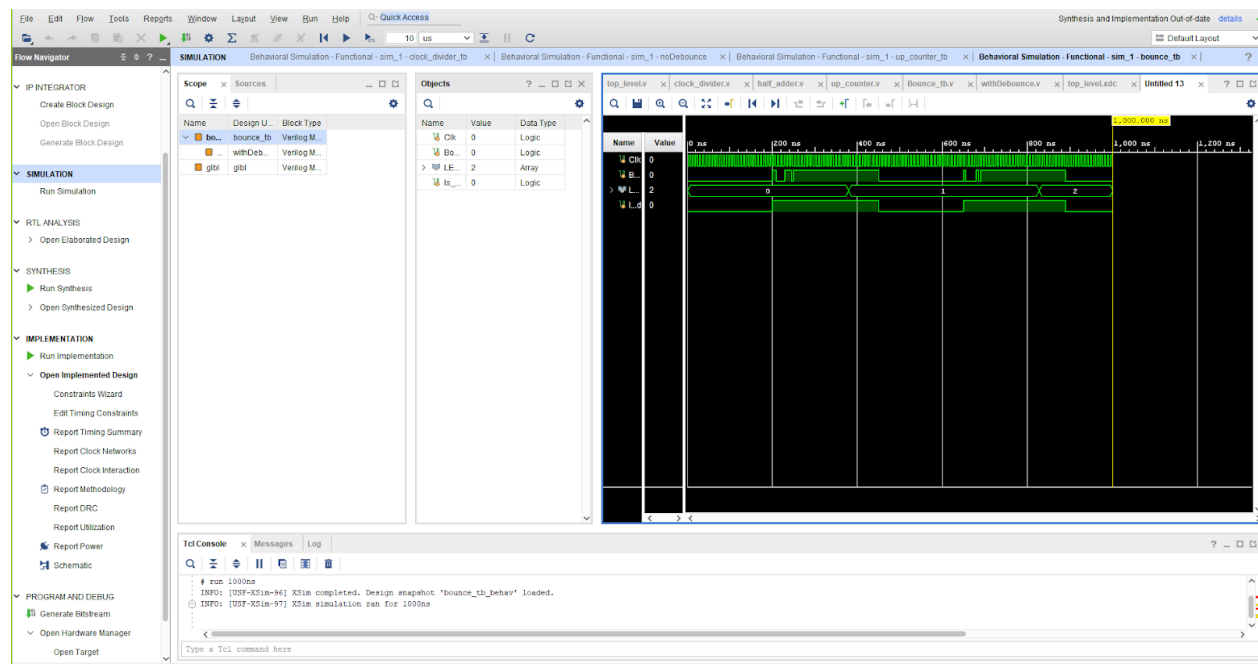 File Edit Flow Tools Reports Window Layout View Run Help Quick Access Synthesis and Implementation Out-of-date details
10 us Default Layout
Flow Navigator
SIMULATION Behavioral Simulation - Functional - sim_1 - clock_divider_tb Behavioral Simulation - Functional - sim_1 - noDebounce Behavioral Simulation - Functional - sim_1 - up_counter_tb Behavioral Simulation - Functional - sim_1 - bounce_tb
IP INTEGRATOR
Create Block Design
Open Block Design
Generate Block Design
SIMULATION
Run Simulation
RTL ANALYSIS
Open Elaborated Design
SYNTHESIS
Run Synthesis
Open Synthesized Design
IMPLEMENTATION
Run Implementation
Open Implemented Design
Constraints Wizard
Edit Timing Constraints
Report Timing Summary
Report Clock Networks
Report Clock Interaction
Report Methodology
Report DRC
Report Utilization
Report Power
Schematic
PROGRAM AND DEBUG
Generate Bitstream
Open Hardware Manager
Open Target
Scope Sources
Name Design U... Block Type
bo... bounce_tb Verilog M...
... withDeb... Verilog M...
glbl glbl Verilog M...
Objects
Name Value Data Type
Clk 0 Logic
Bo... 0 Logic
LE... 2 Array
Is_... 0 Logic
top_level.v clock_divider.v half_adder.v up_counter.v Bounce_tb.v withDebounce.v top_level.xdc Untitled 13
1,000.000 ns
Name Value 0 ns 200 ns 400 ns 600 ns 800 ns 1,000 ns 1,200 ns
Clk 0
B... 0
L... 2 0 1 2
I...d 0
Tcl Console Messages Log
# run 1000ns
INFO: [USF-XSim-96] XSim completed. Design snapshot 'bounce_tb_behav' loaded.
INFO: [USF-XSim-97] XSim simulation ran for 1000ns
Type a Tcl command here